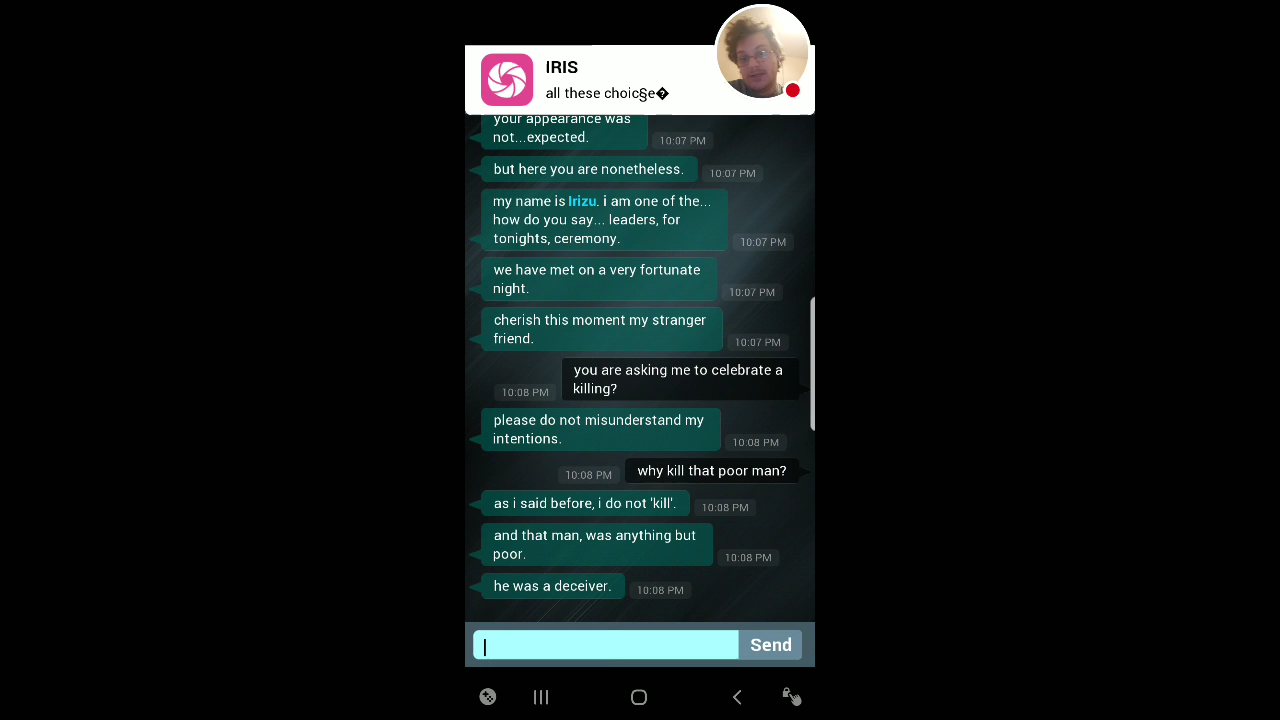 IRIS
all these choic§e�
your appearance was
not...expected.
10:07 PM
but here you are nonetheless.
10:07 PM
my name is Irizu. i am one of the...
how do you say... leaders, for
tonights, ceremony.
10:07 PM
we have met on a very fortunate
night.
10:07 PM
cherish this moment my stranger
friend.
10:07 PM
you are asking me to celebrate a
killing?
10:08 PM
please do not misunderstand my
intentions.
10:08 PM
why kill that poor man?
10:08 PM
as i said before, i do not 'kill'.
10:08 PM
and that man, was anything but
poor.
10:08 PM
he was a deceiver.
10:08 PM
Send